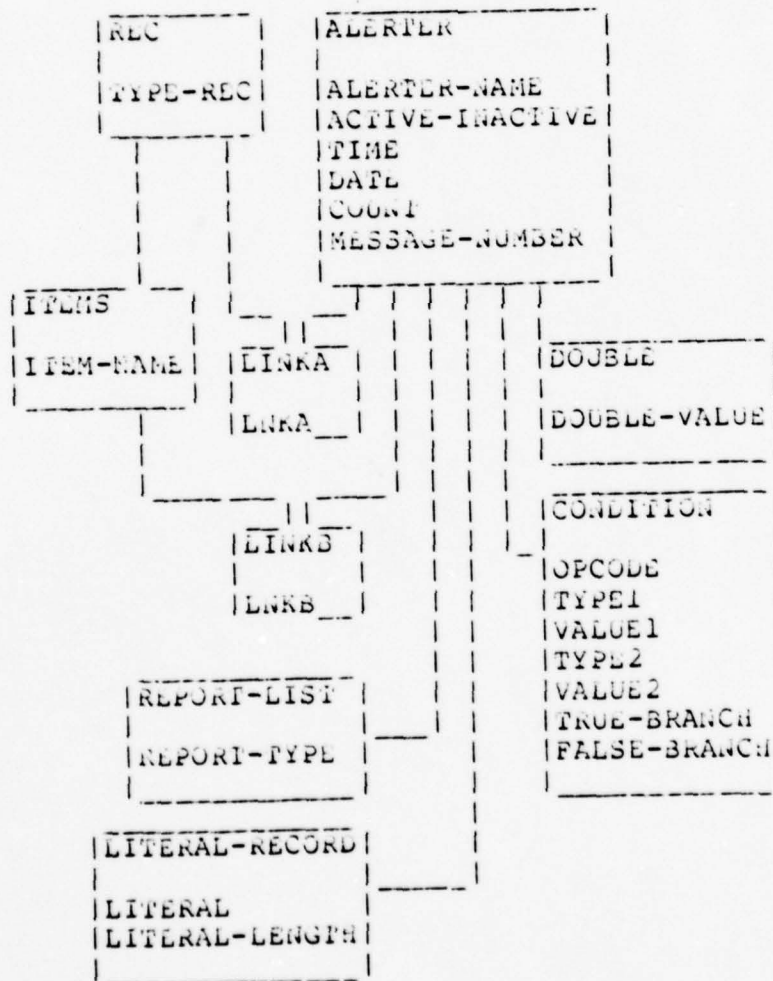 REC
TYPE-REC
ALERTER
ALERTER-NAME
ACTIVE-INACTIVE
TIME
DATE
COUNT
MESSAGE-NUMBER
ITEMS
ITEM-NAME
LINKA
LNKA
DOUBLE
DOUBLE-VALUE
LINKB
LNKB
CONDITION
OPCODE
TYPE1
VALUE1
TYPE2
VALUE2
TRUE-BRANCH
FALSE-BRANCH
REPORT-LIST
REPORT-TYPE
LITERAL-RECORD
LITERAL
LITERAL-LENGTH